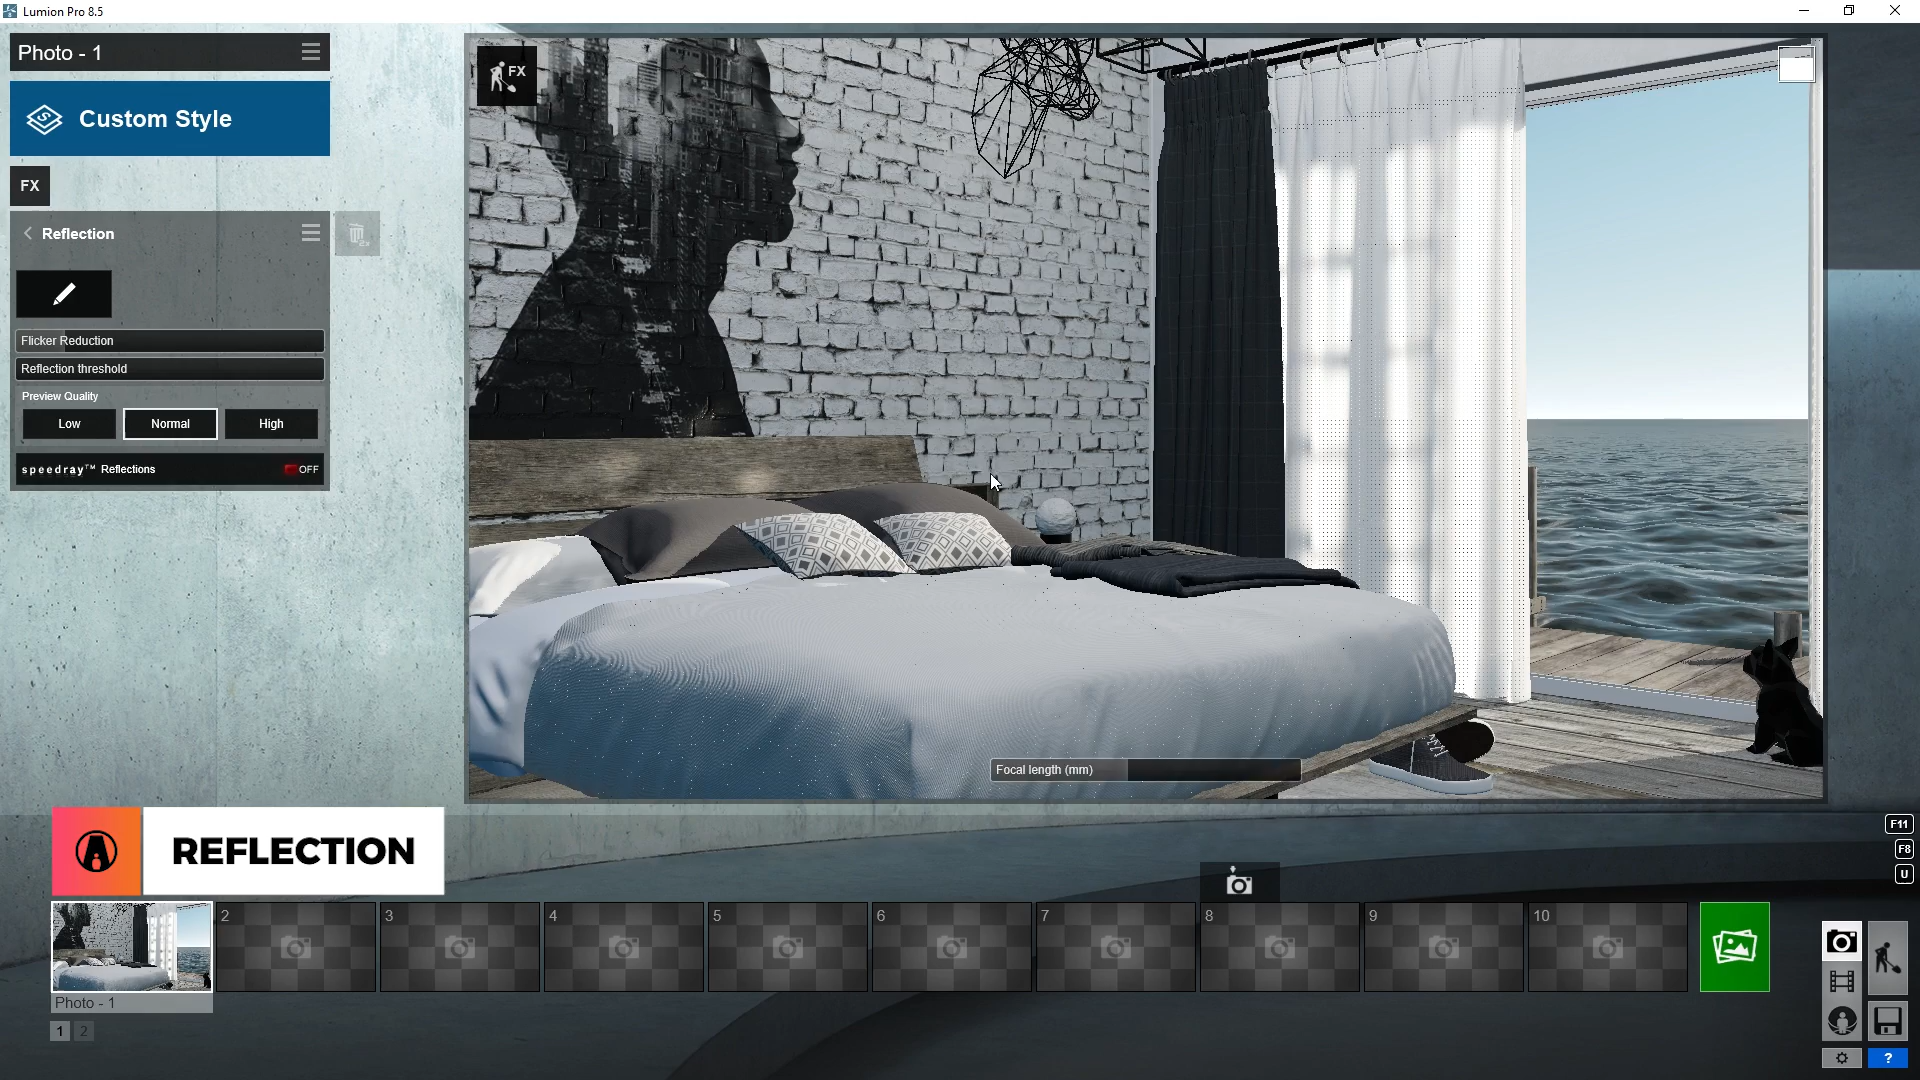 Lumion Pro 8.5
Photo - 1
Custom Style
FX
Reflection
Flicker Reduction
Reflection threshold
Preview Quality
Low
Normal
High
speedray™ Reflections
OFF
FX
Focal length (mm)
REFLECTION
F11
F8
U
2
3
4
5
6
7
8
9
10
Photo - 1
1
2
?